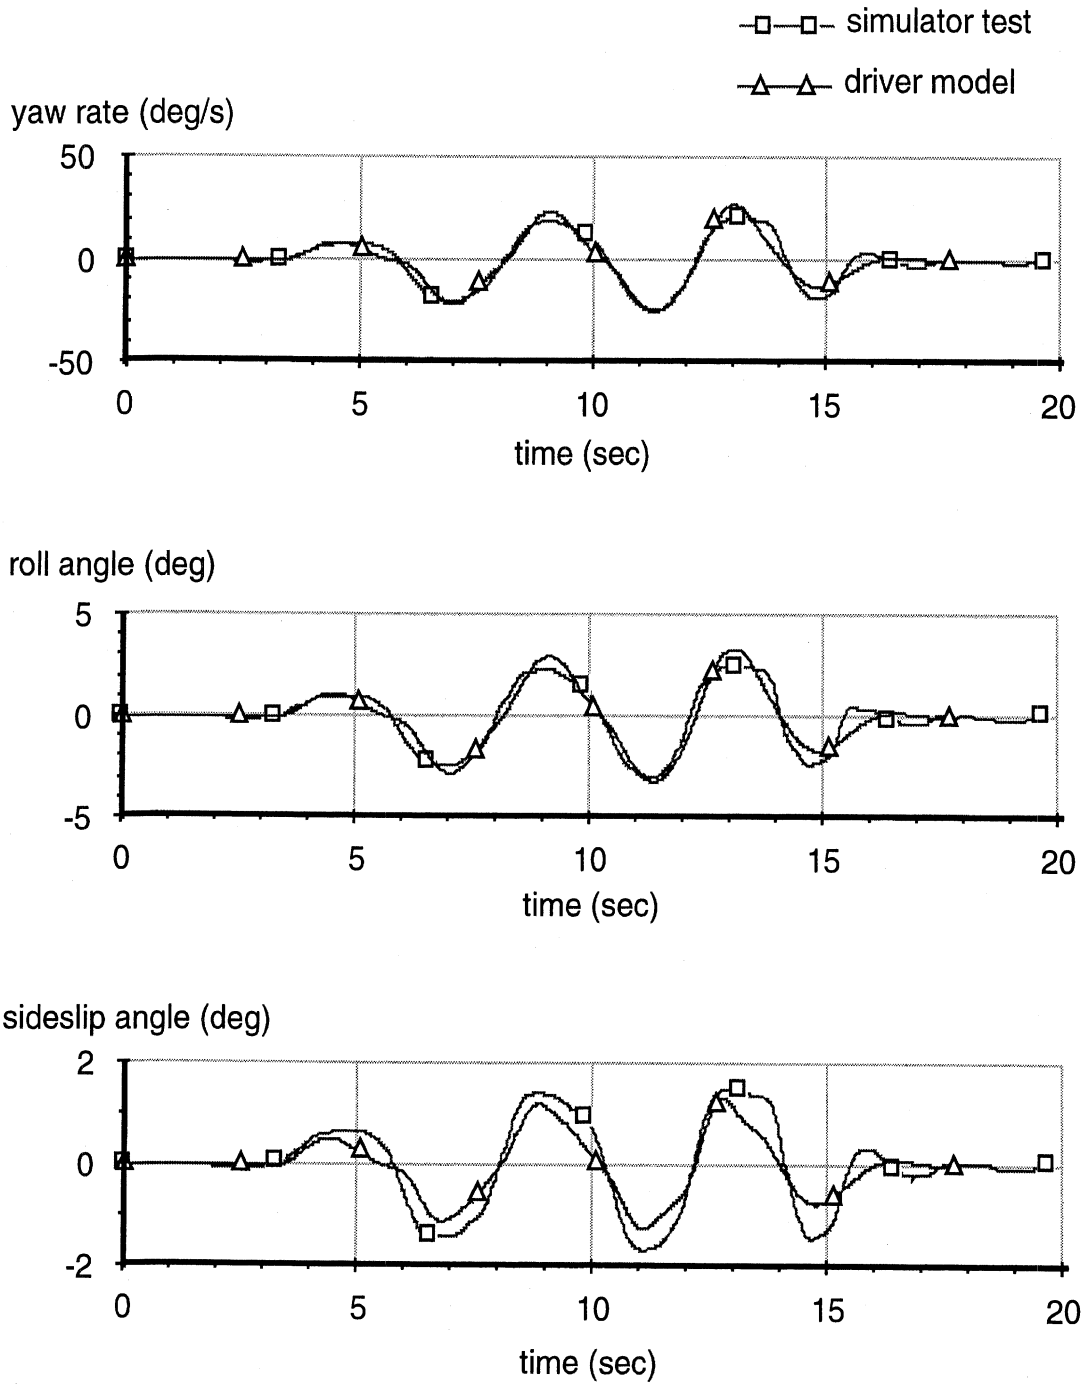 simulator test
driver model
yaw rate (deg/s)
50
0
-50
0 5 10 15 20
time (sec)
roll angle (deg)
5
0
-5
0 5 10 15 20
time (sec)
sideslip angle (deg)
2
0
-2
0 5 10 15 20
time (sec)